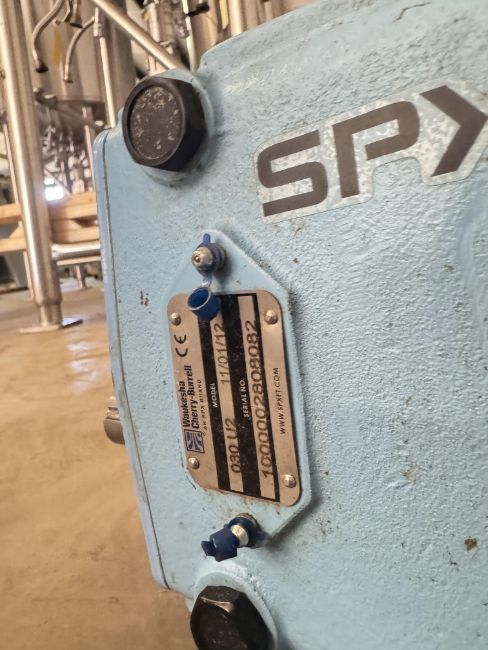 SPX
Waukesha
Cherry-Burrell
AN SPX BRAND
CE
MODEL
030 U2
11/01/12
SERIAL NO.
1000002808082
WWW.SPXFT.COM